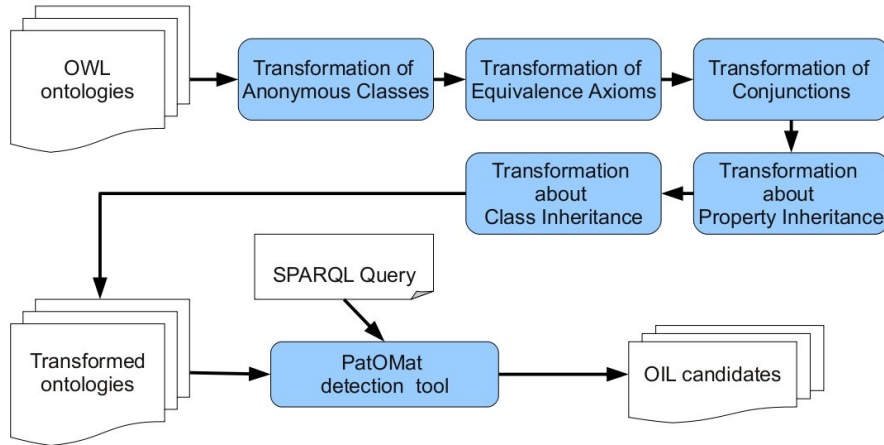 OWL
ontologies
Transformation of
Anonymous Classes
Transformation of
Equivalence Axioms
Transformation of
Conjunctions
Transformation
about
Property Inheritance
Transformation
about
Class Inheritance
SPARQL Query
Transformed
ontologies
PatOMat
detection tool
OIL candidates